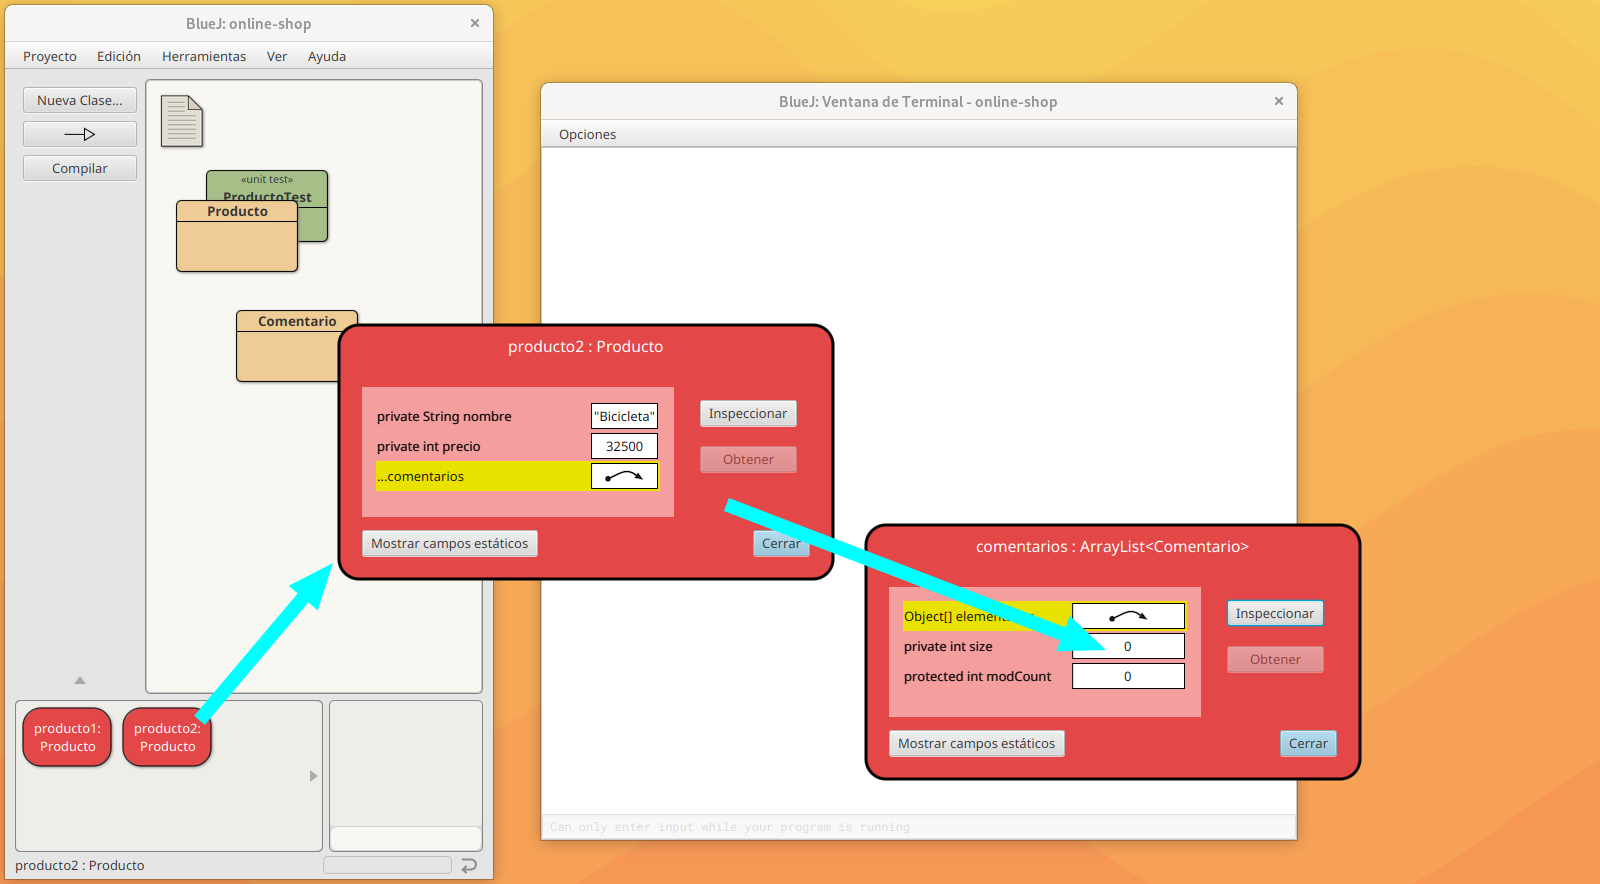 BlueJ: online-shop
Proyecto Edición Herramientas Ver Ayuda
Nueva Clase...
Compilar
«unit test»
ProductoTest
Producto
Comentario
producto1:
Producto
producto2:
Producto
producto2 : Producto
BlueJ: Ventana de Terminal - online-shop
Opciones
Can only enter input while your program is running
producto2 : Producto
private String nombre "Bicicleta"
private int precio 32500
...comentarios
Inspeccionar
Obtener
Mostrar campos estáticos
Cerrar
comentarios : ArrayList<Comentario>
Object[]
private int size 0
protected int modCount 0
Inspeccionar
Obtener
Mostrar campos estáticos
Cerrar